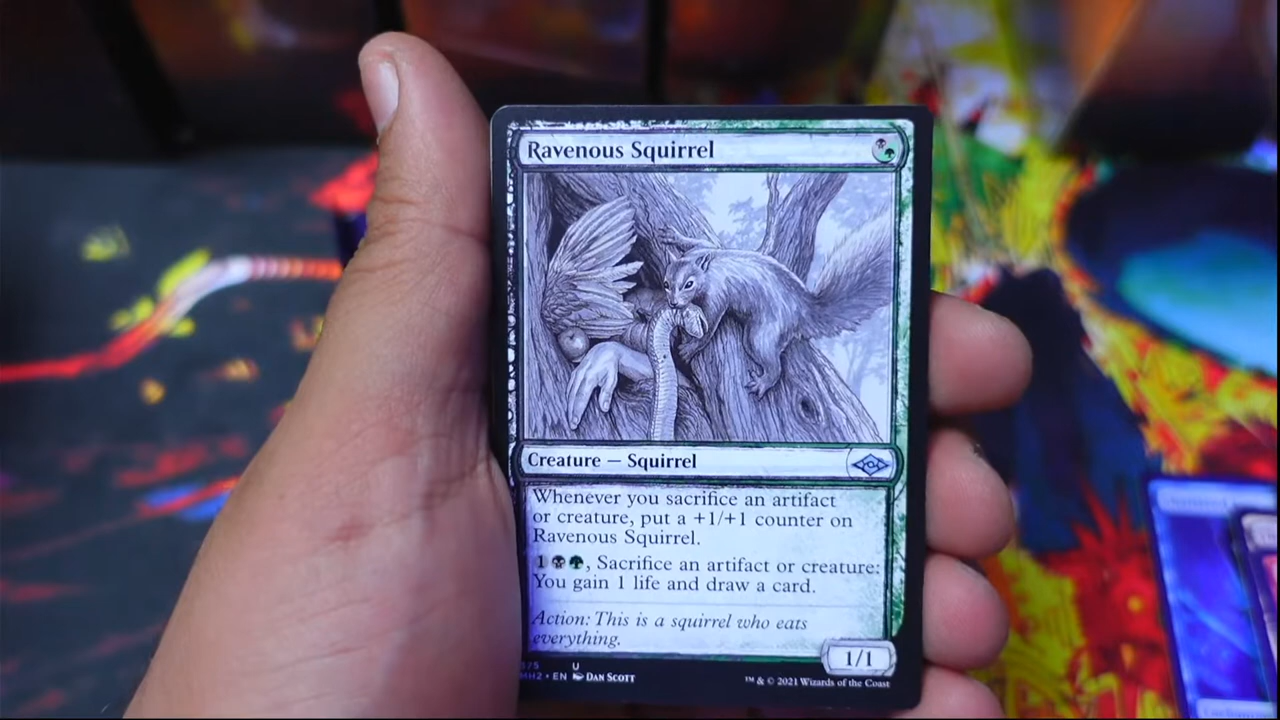 Ravenous Squirrel
Creature — Squirrel
Whenever you sacrifice an artifact
or creature, put a +1/+1 counter on
Ravenous Squirrel.
1, Sacrifice an artifact or creature:
You gain 1 life and draw a card.
Action: This is a squirrel who eats
everything.
1/1
375 U
MH2 • EN DAN SCOTT
™ & © 2021 Wizards of the Coast